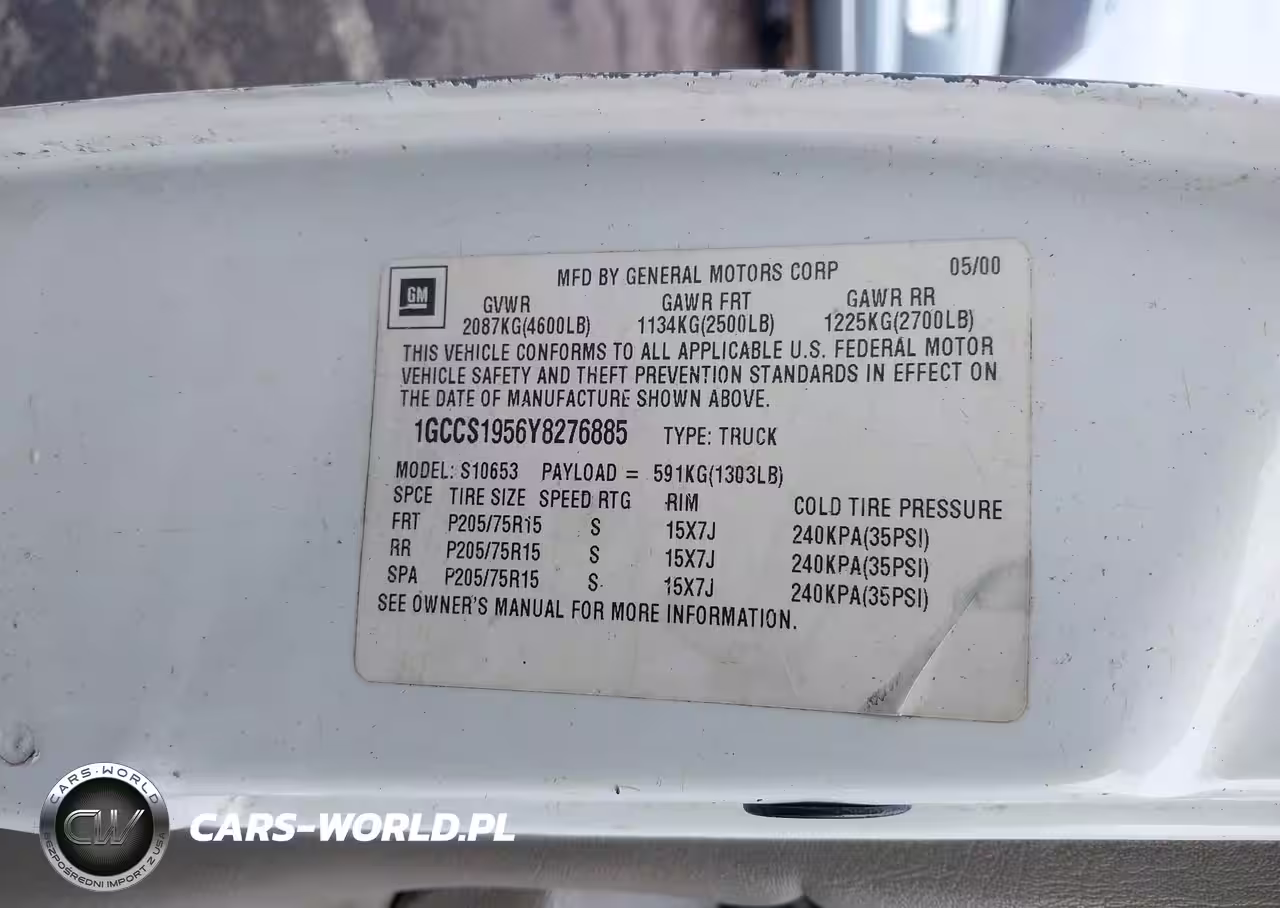 MFD BY GENERAL MOTORS CORP 05/00
GM
GVWR GAWR FRT GAWR RR
2087KG(4600LB) 1134KG(2500LB) 1225KG(2700LB)
THIS VEHICLE CONFORMS TO ALL APPLICABLE U.S. FEDERAL MOTOR
VEHICLE SAFETY AND THEFT PREVENTION STANDARDS IN EFFECT ON
THE DATE OF MANUFACTURE SHOWN ABOVE.
1GCCS1956Y8276885 TYPE: TRUCK
MODEL: S10653 PAYLOAD = 591KG(1303LB)
SPCE TIRE SIZE SPEED RTG RIM COLD TIRE PRESSURE
FRT P205/75R15 S 15X7J 240KPA(35PSI)
RR P205/75R15 S 15X7J 240KPA(35PSI)
SPA P205/75R15 S 15X7J 240KPA(35PSI)
SEE OWNER'S MANUAL FOR MORE INFORMATION.
CARS-WORLD
CW
BEZPOŚREDNI IMPORT Z USA
CARS-WORLD.PL